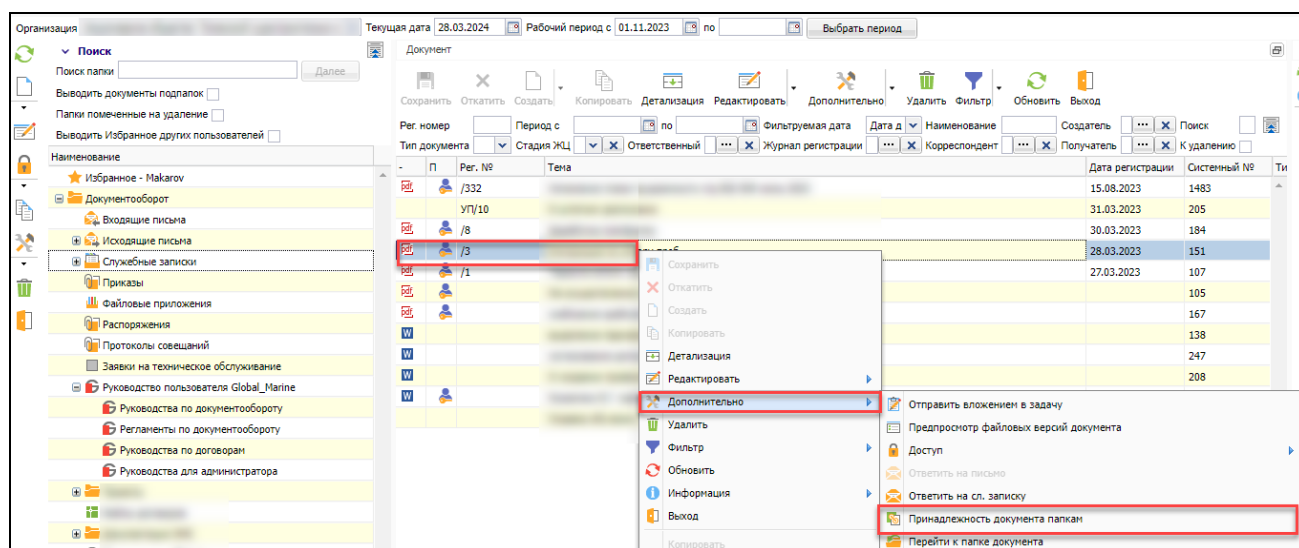 Организация Текущая дата 28.03.2024 Рабочий период с 01.11.2023 по Выбрать период
Поиск
Поиск папки Далее
Выводить документы подпапок
Папки помеченные на удаление
Выводить Избранное других пользователей
Наименование
Избранное - Makarov
Документооборот
Входящие письма
Исходящие письма
Служебные записки
Приказы
Файловые приложения
Распоряжения
Протоколы совещаний
Заявки на техническое обслуживание
Руководство пользователя Global_Marine
Руководства по документообороту
Регламенты по документообороту
Руководства по договорам
Руководства для администратора
Документ
Сохранить Откатить Создать Копировать Детализация Редактировать Дополнительно Удалить Фильтр Обновить Выход
Рег. номер Период с по Фильтруемая дата Дата д Наименование Создатель ... X Поиск
Тип документа Стадия ЖЦ X Ответственный ... X Журнал регистрации ... X Корреспондент ... X Получатель ... X К удалению
- П Рег. № Тема Дата регистрации Системный № Ти
pdf /332 15.08.2023 1483
УП/10 31.03.2023 205
pdf /8 30.03.2023 184
pdf /3 28.03.2023 151
pdf /1 27.03.2023 107
pdf 105
pdf 167
W 138
W 247
W 208
W
Сохранить
Откатить
Создать
Копировать
Детализация
Редактировать
Дополнительно
Удалить
Фильтр
Обновить
Информация
Выход
Копировать
Отправить вложением в задачу
Предпросмотр файловых версий документа
Доступ
Ответить на письмо
Ответить на сл. записку
Принадлежность документа папкам
Перейти к папке документа